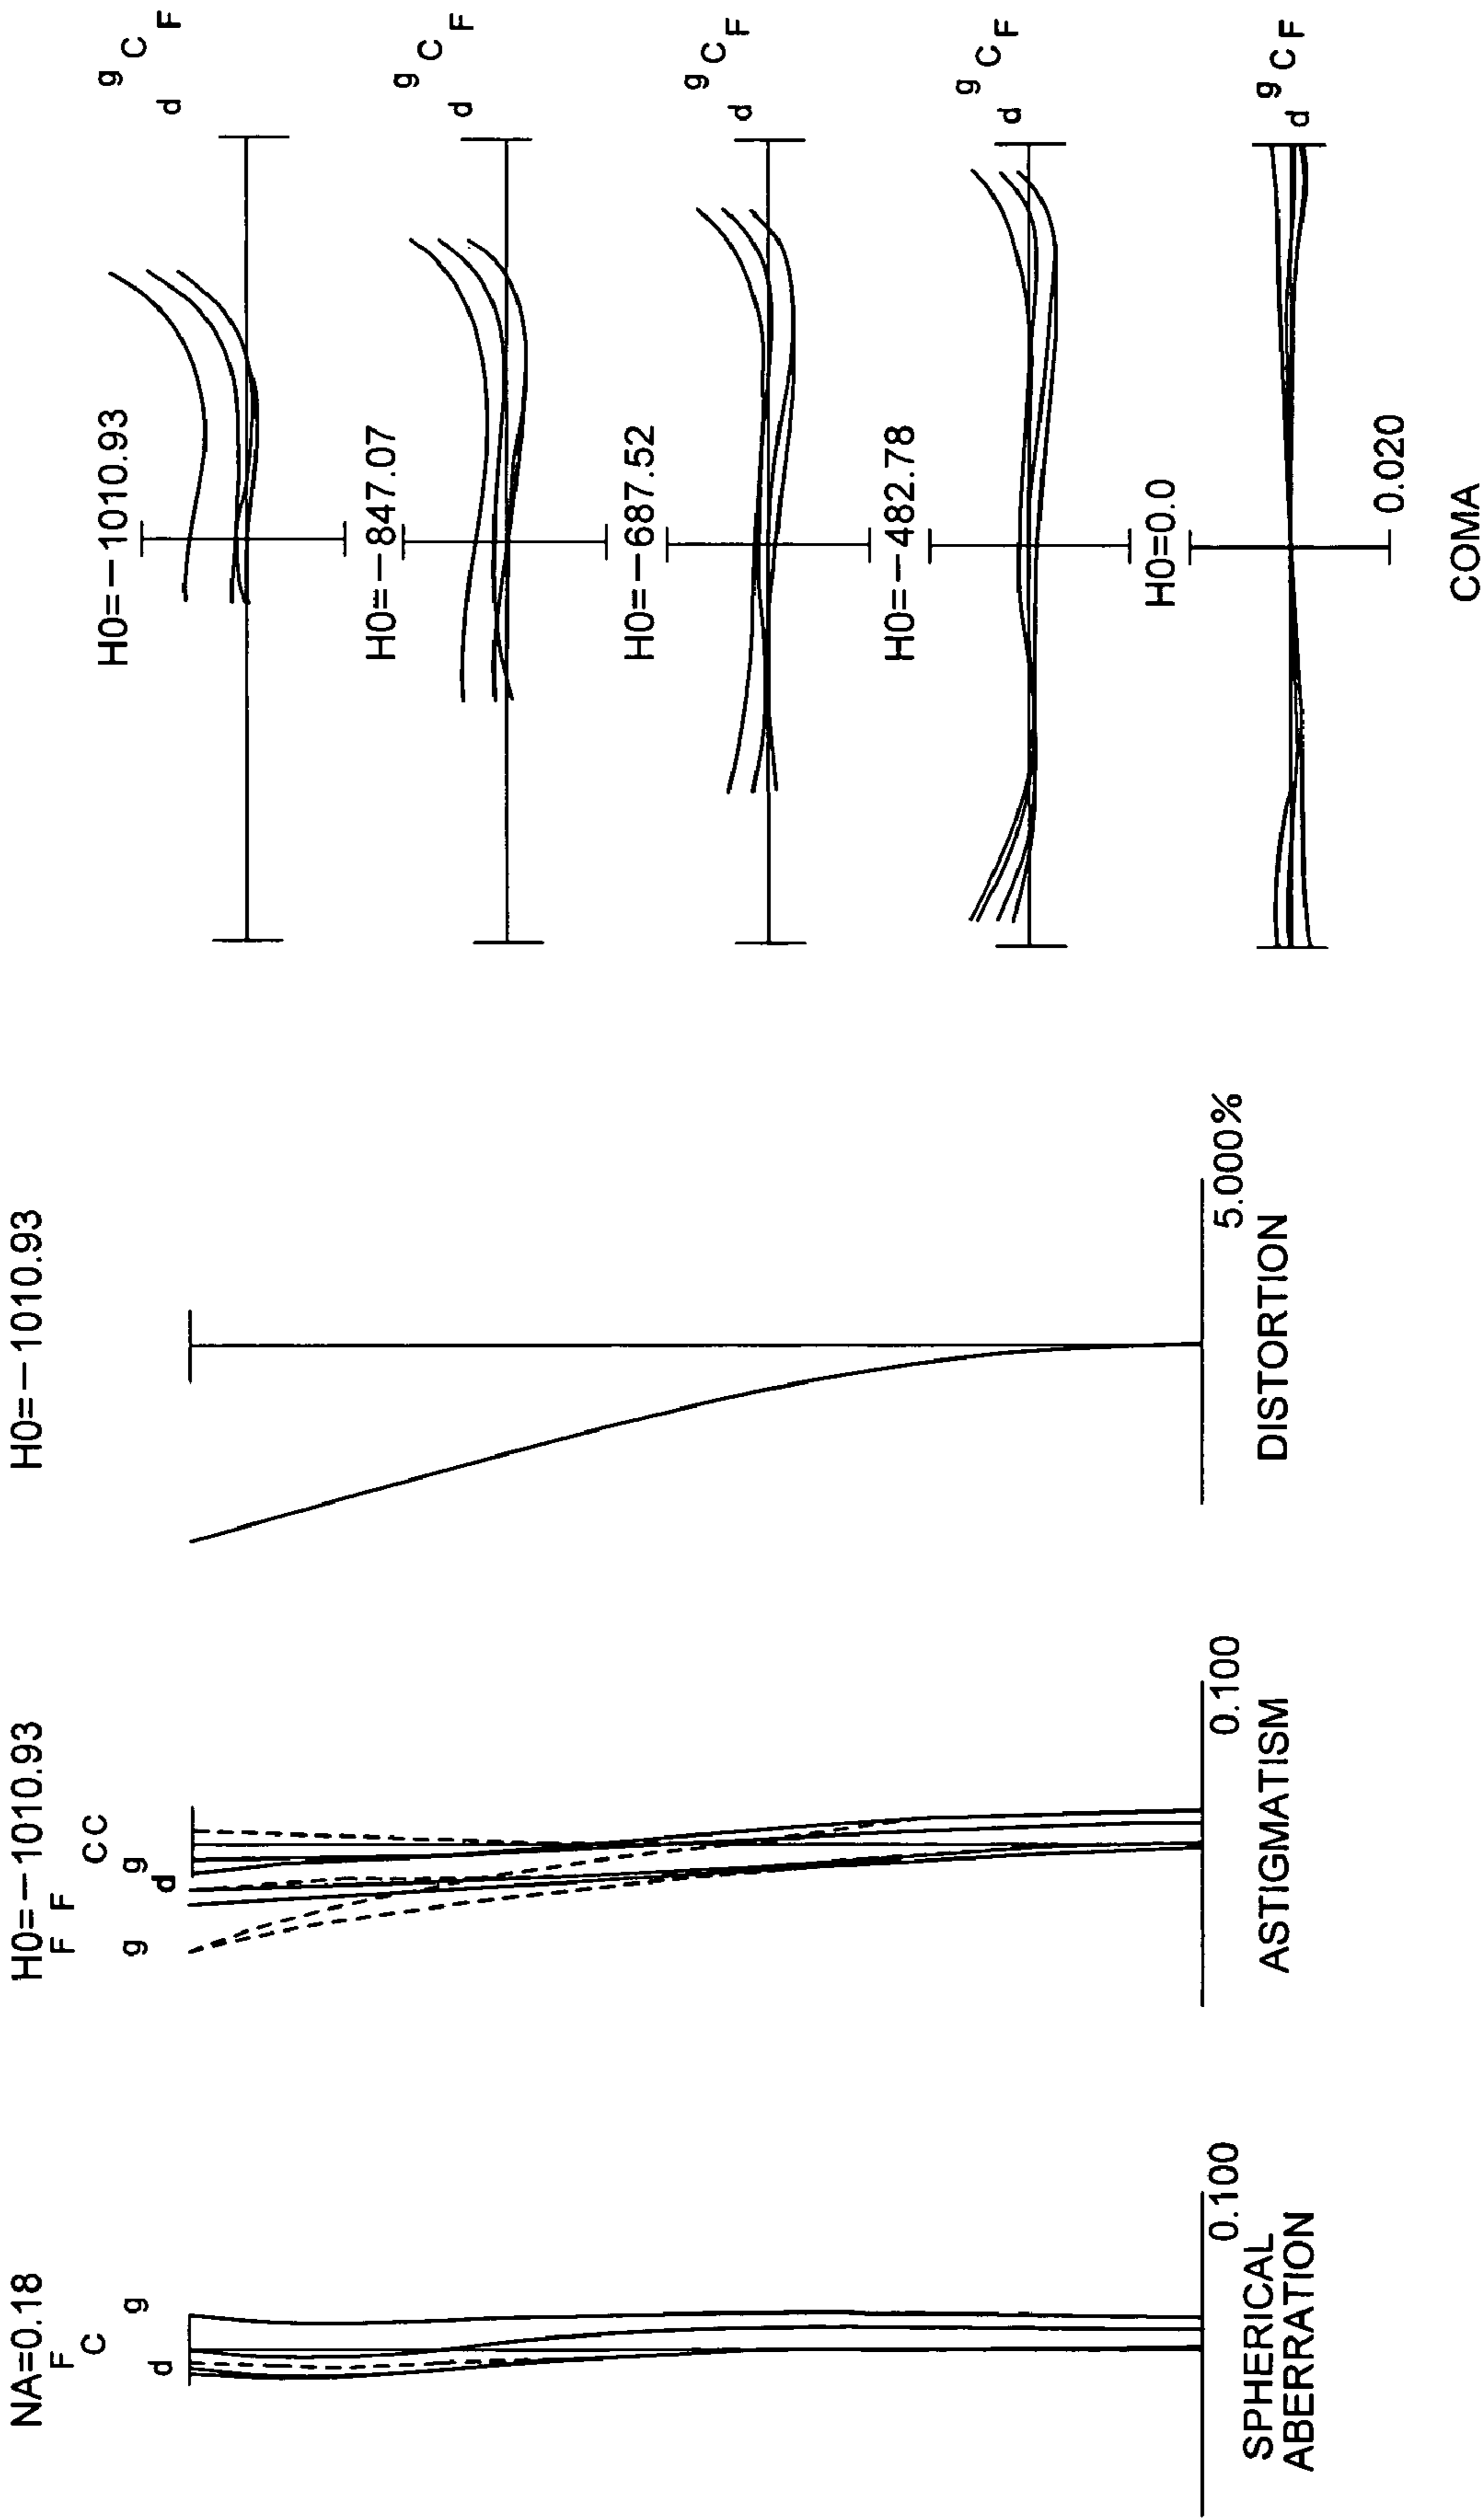 NA=0.18
F
C
d
g
0.100
SPHERICAL
ABERRATION
H0=-1010.93
F F
C C
g
d
g
0.100
ASTIGMATISM
H0=-1010.93
5.000%
DISTORTION
H0=-1010.93
g
C
F
d
H0=-847.07
g
C
F
d
H0=-687.52
g
C
F
d
H0=-482.78
g
C
F
d
H0=0.0
g
C
F
d
0.020
COMA